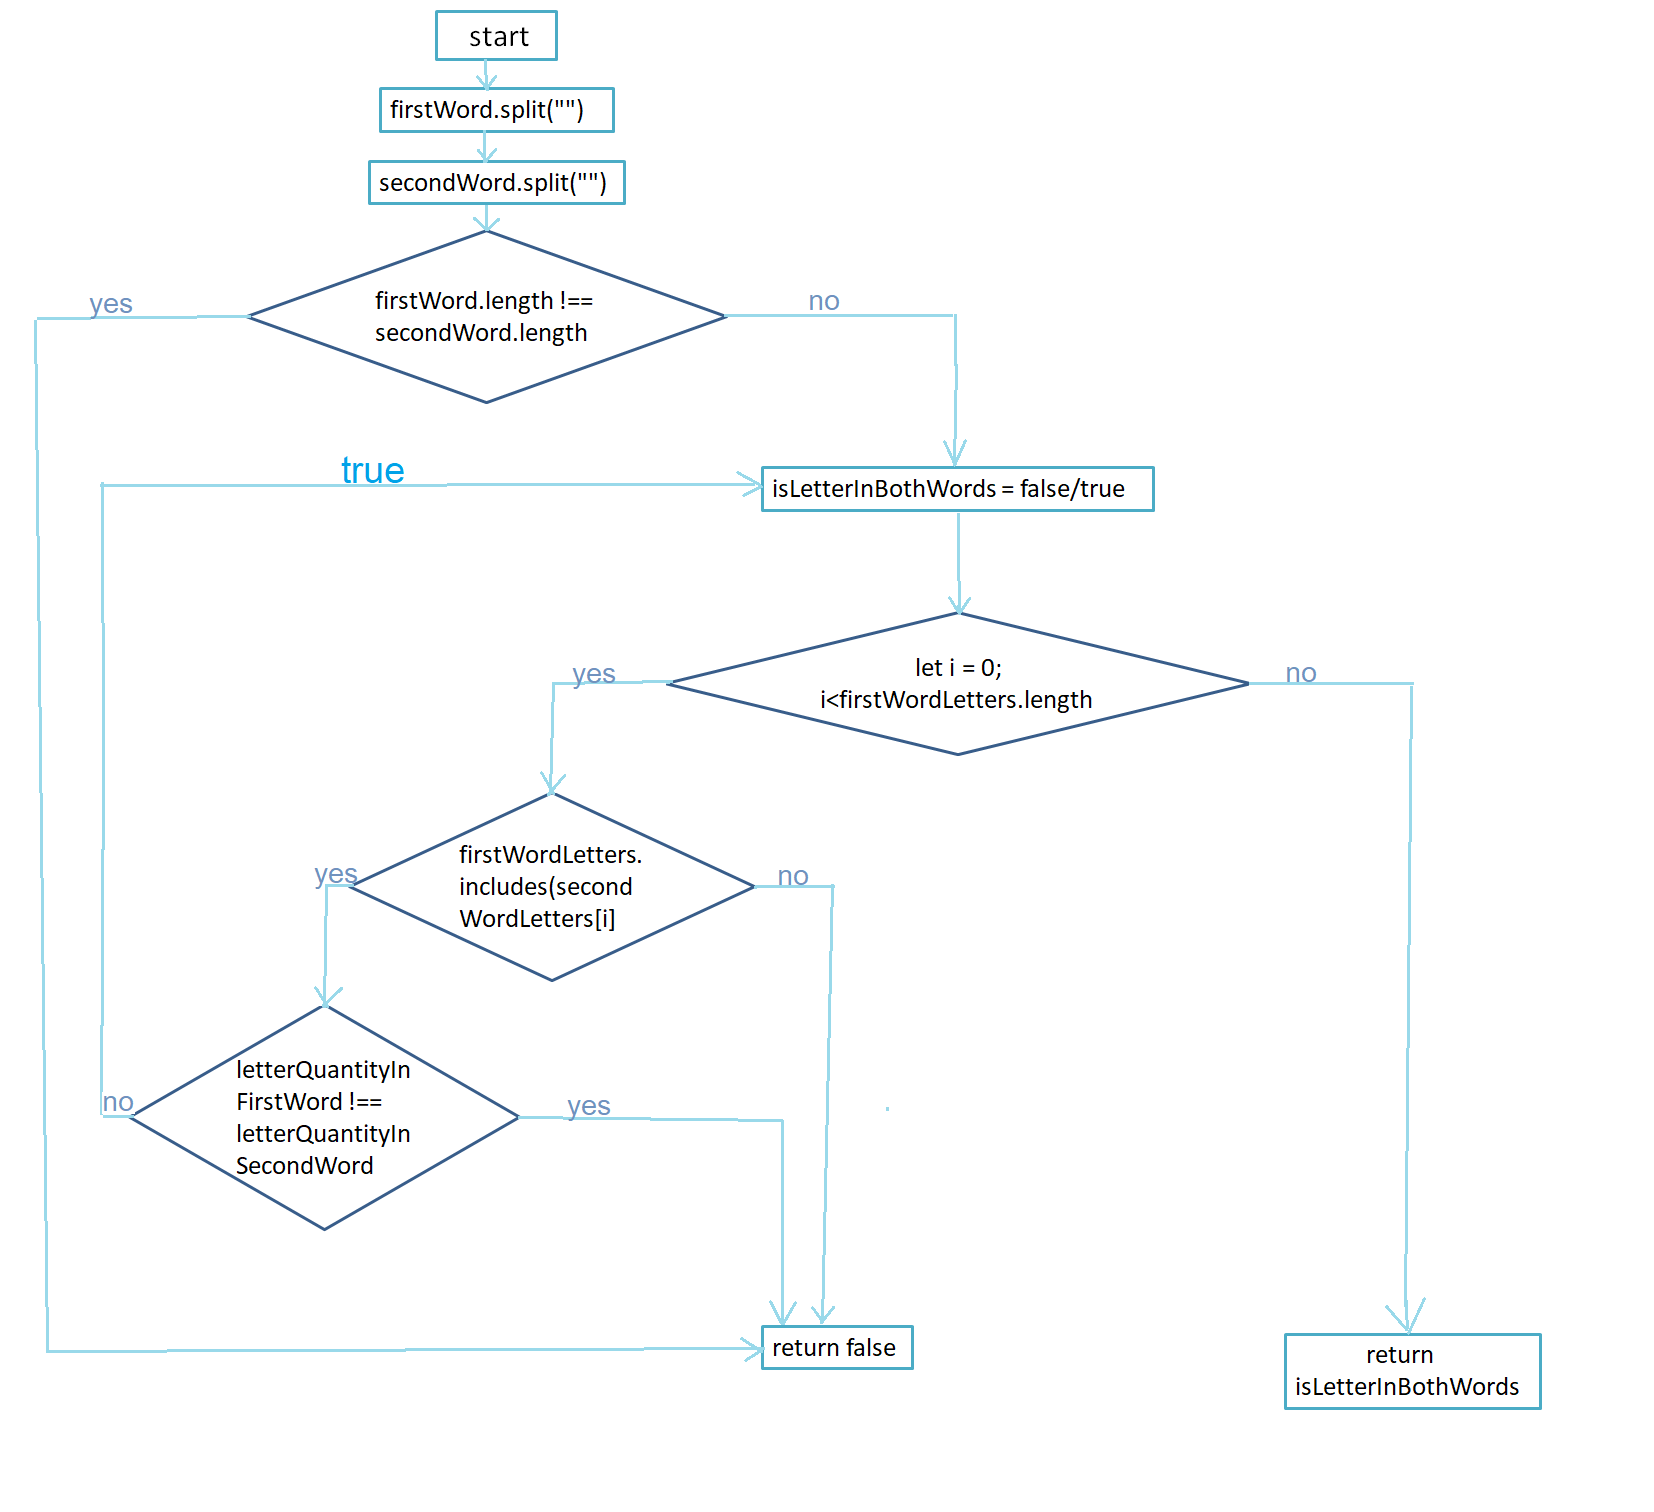 start
firstWord.split("")
secondWord.split("")
firstWord.length !==
secondWord.length
yes
no
true
isLetterInBothWords = false/true
let i = 0;
i<firstWordLetters.length
yes
no
firstWordLetters.
includes(second
WordLetters[i]
yes
no
letterQuantityIn
FirstWord !==
letterQuantityIn
SecondWord
no
yes
return false
return
isLetterInBothWords